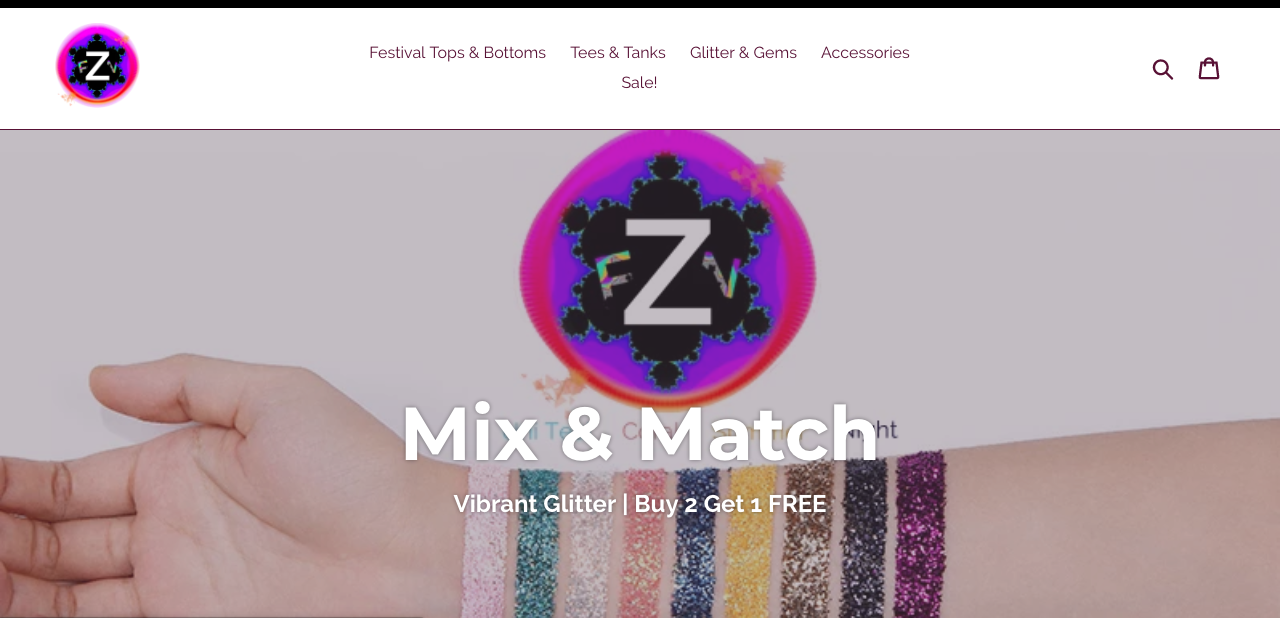 Z
F V
Festival Tops & Bottoms Tees & Tanks Glitter & Gems Accessories
Sale!
Z
F V
Mix & Match
Vibrant Glitter | Buy 2 Get 1 FREE